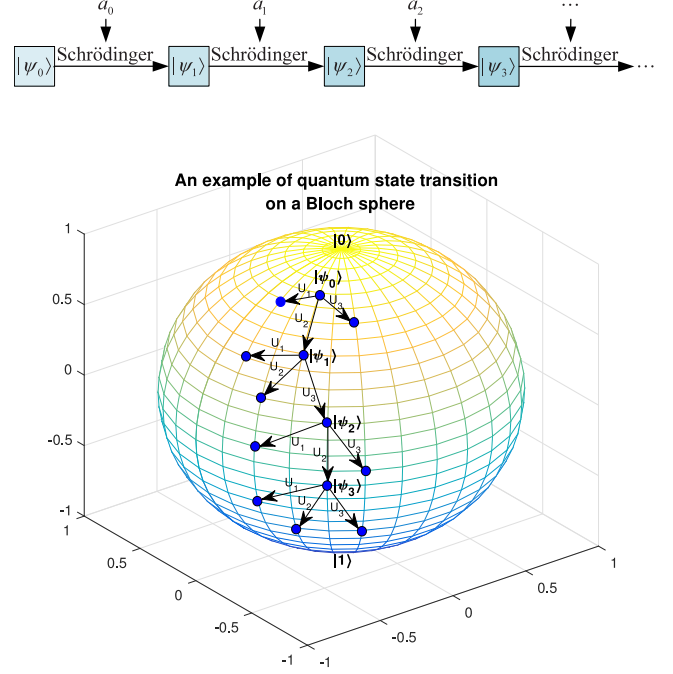 a₀ a₁ a₂ ⋯
|ψ₀⟩ Schrödinger |ψ₁⟩ Schrödinger |ψ₂⟩ Schrödinger |ψ₃⟩ Schrödinger ⋯
An example of quantum state transition
on a Bloch sphere
1
|0⟩
|ψ₀⟩
0.5
U₁ U₃
U₂
U₁ |ψ₁⟩
0
U₂
U₃
|ψ₂⟩
-0.5
U₁ U₃
U₂
|ψ₃⟩
U₁
U₂ U₃
-1
1
|1⟩
1
0.5
0.5
0
0
-0.5
-0.5
-1 -1